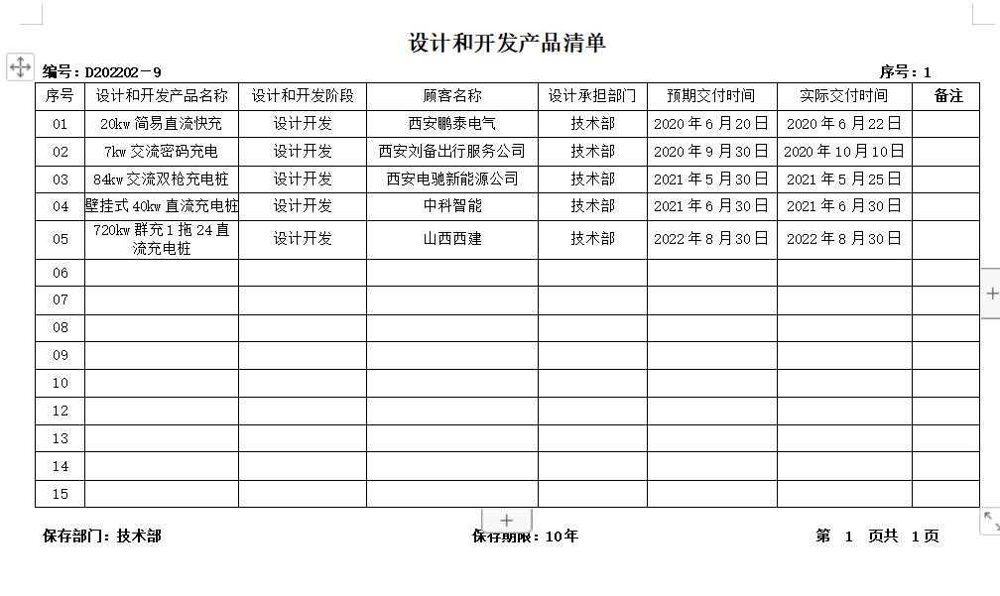 设计和开发产品清单
编号：D202202－9 序号：1
序号 设计和开发产品名称 设计和开发阶段 顾客名称 设计承担部门 预期交付时间 实际交付时间 备注
01 20kw 简易直流快充 设计开发 西安鹏泰电气 技术部 2020 年 6 月 20 日 2020 年 6 月 22 日
02 7kw 交流密码充电 设计开发 西安刘备出行服务公司 技术部 2020 年 9 月 30 日 2020 年 10 月 10 日
03 84kw 交流双枪充电桩 设计开发 西安电驰新能源公司 技术部 2021 年 5 月 30 日 2021 年 5 月 25 日
04 壁挂式 40kw 直流充电桩 设计开发 中科智能 技术部 2021 年 6 月 30 日 2021 年 6 月 30 日
05 720kw 群充 1 拖 24 直
流充电桩 设计开发 山西西建 技术部 2022 年 8 月 30 日 2022 年 8 月 30 日
06
07
08
09
10
12
13
14
15
保存部门：技术部 保存期限：10年 第 1 页共 1 页